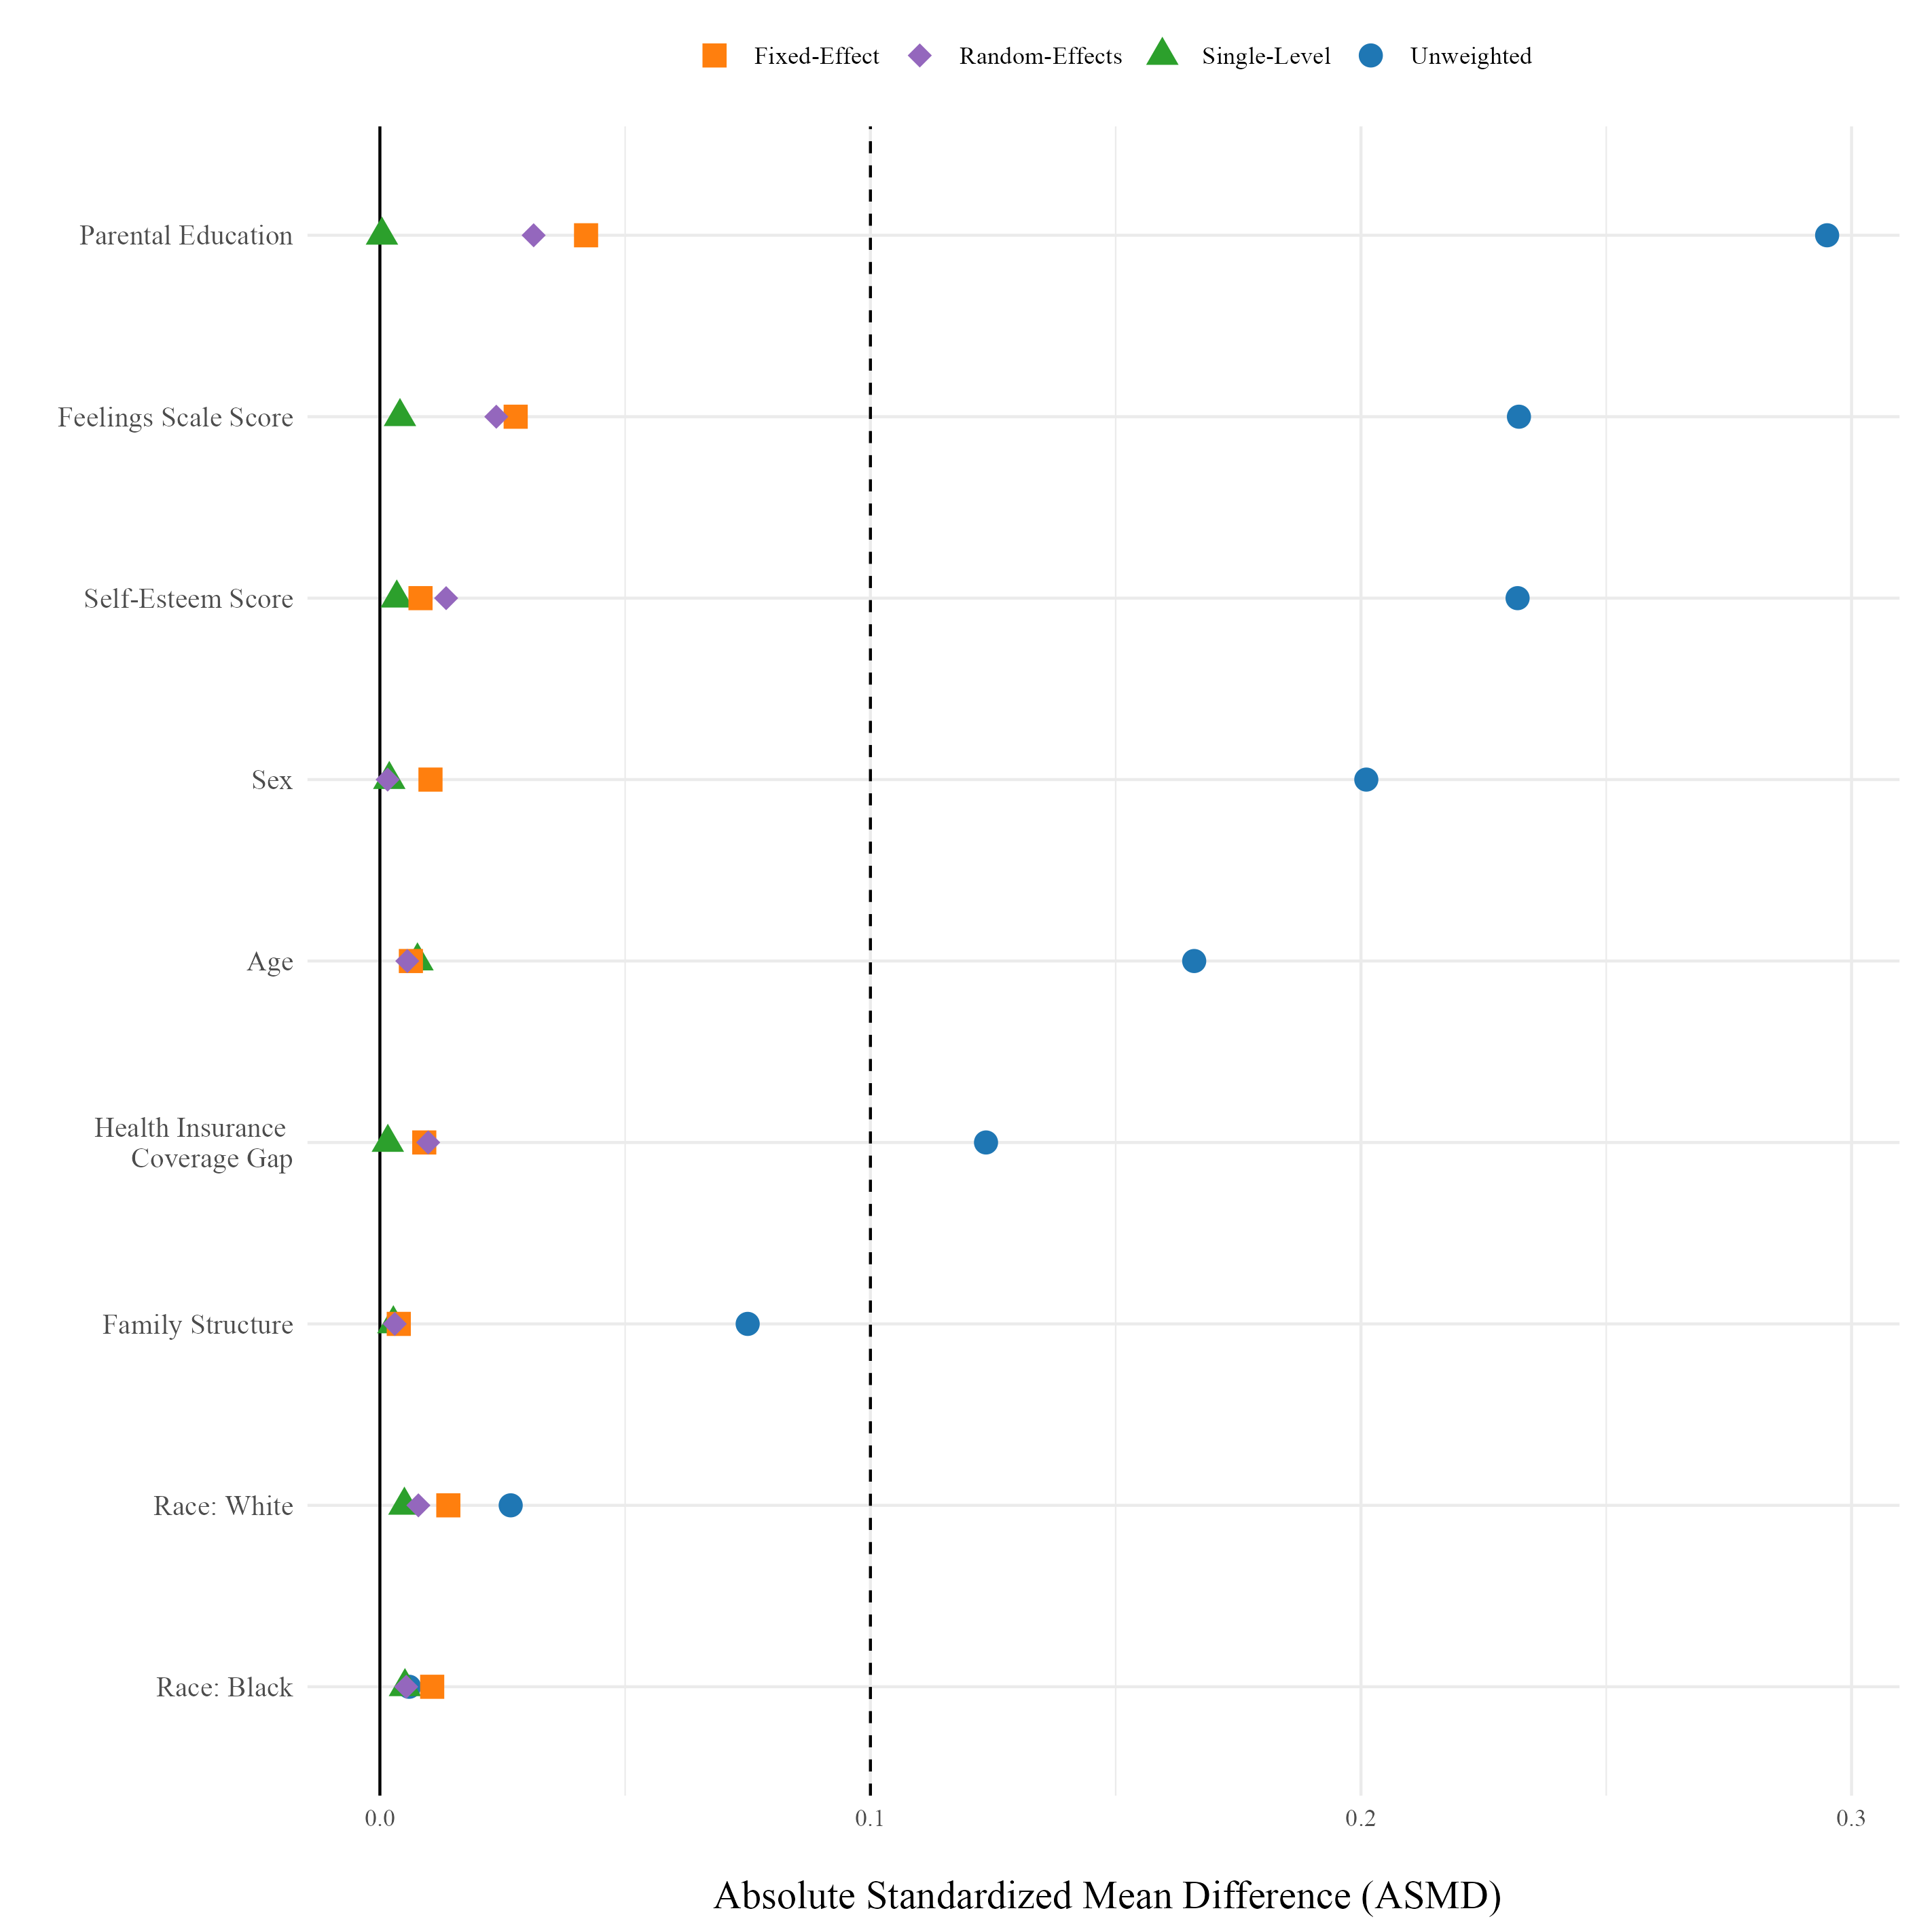 Fixed-Effect Random-Effects Single-Level Unweighted
Parental Education
Feelings Scale Score
Self-Esteem Score
Sex
Age
Health Insurance
Coverage Gap
Family Structure
Race: White
Race: Black
0.0 0.1 0.2 0.3
Absolute Standardized Mean Difference (ASMD)